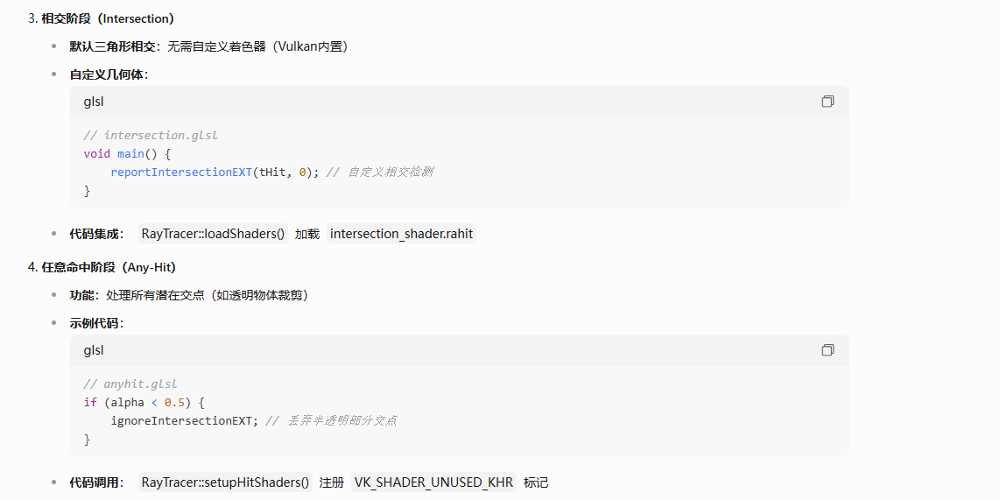 3. 相交阶段（Intersection）
• 默认三角形相交：无需自定义着色器（Vulkan内置）
• 自定义几何体：
glsl
// intersection.glsl
void main() {
    reportIntersectionEXT(tHit, 0); // 自定义相交检测
}
• 代码集成： RayTracer::loadShaders() 加载 intersection_shader.rahit
4. 任意命中阶段（Any-Hit）
• 功能：处理所有潜在交点（如透明物体裁剪）
• 示例代码：
glsl
// anyhit.glsl
if (alpha < 0.5) {
    ignoreIntersectionEXT; // 丢弃半透明部分交点
}
• 代码调用： RayTracer::setupHitShaders() 注册 VK_SHADER_UNUSED_KHR 标记